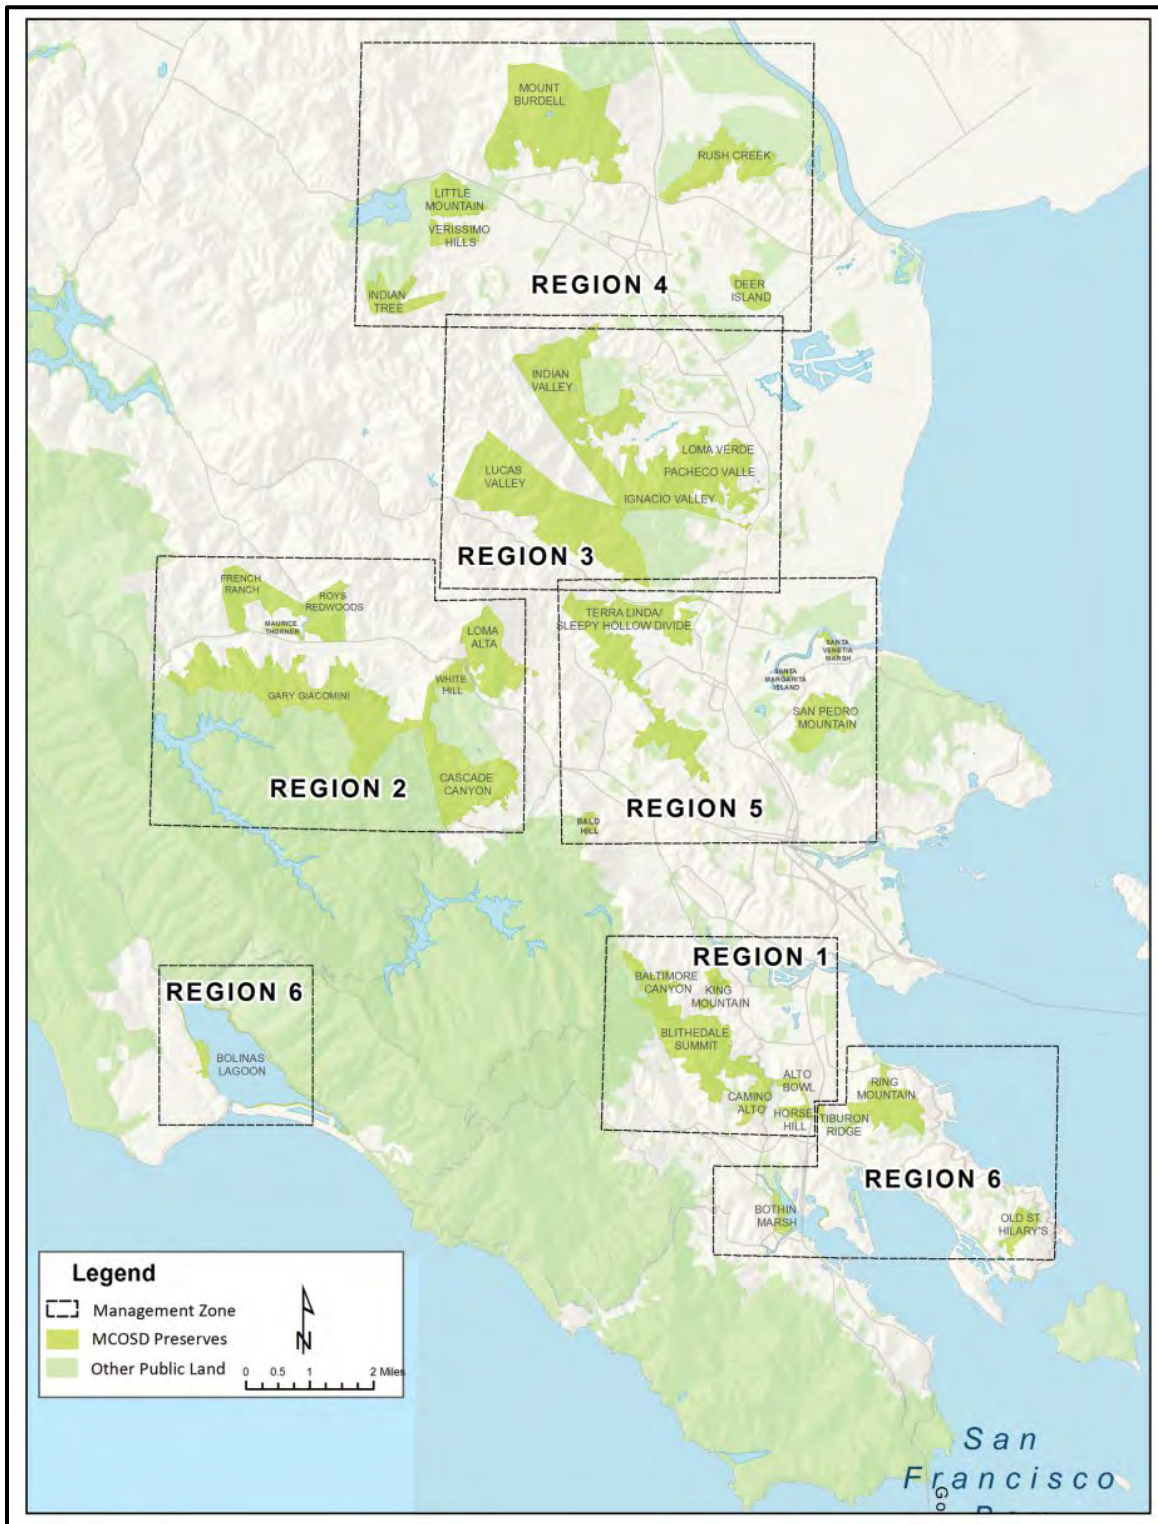 MOUNT
BURDELL
RUSH CREEK
LITTLE
MOUNTAIN
VERISSIMO
HILLS
REGION 4
INDIAN
TREE
DEER
ISLAND
INDIAN
VALLEY
LOMA VERDE
LUCAS
VALLEY
PACHECO VALLE
IGNACIO VALLEY
REGION 3
FRENCH
RANCH
ROYS
REDWOODS
MAURICE
THORNER
LOMA
ALTA
WHITE
HILL
GARY GIACOMINI
CASCADE
CANYON
REGION 2
TERRA LINDA/
SLEEPY HOLLOW DIVIDE
SANTA
VENETIA
MARSH
SANTA
MARGARITA
ISLAND
SAN PEDRO
MOUNTAIN
REGION 5
BALD
HILL
REGION 1
BALTIMORE
CANYON
KING
MOUNTAIN
BLITHEDALE
SUMMIT
ALTO
BOWL
CAMINO
ALTO
HORSE
HILL
REGION 6
BOLINAS
LAGOON
RING
MOUNTAIN
TIBURON
RIDGE
REGION 6
BOTHIN
MARSH
OLD ST.
HILARY'S
Legend
Management Zone
MCOSD Preserves
Other Public Land
N
0 0.5 1 2 Miles
San
Francisco
Go